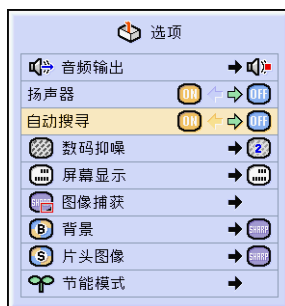 选项
音频输出
扬声器 ON OFF
自动搜寻 ON OFF
数码抑噪 2
屏幕显示
SHARP 图像捕获
B 背景 SHARP
S 片头图像 SHARP
节能模式